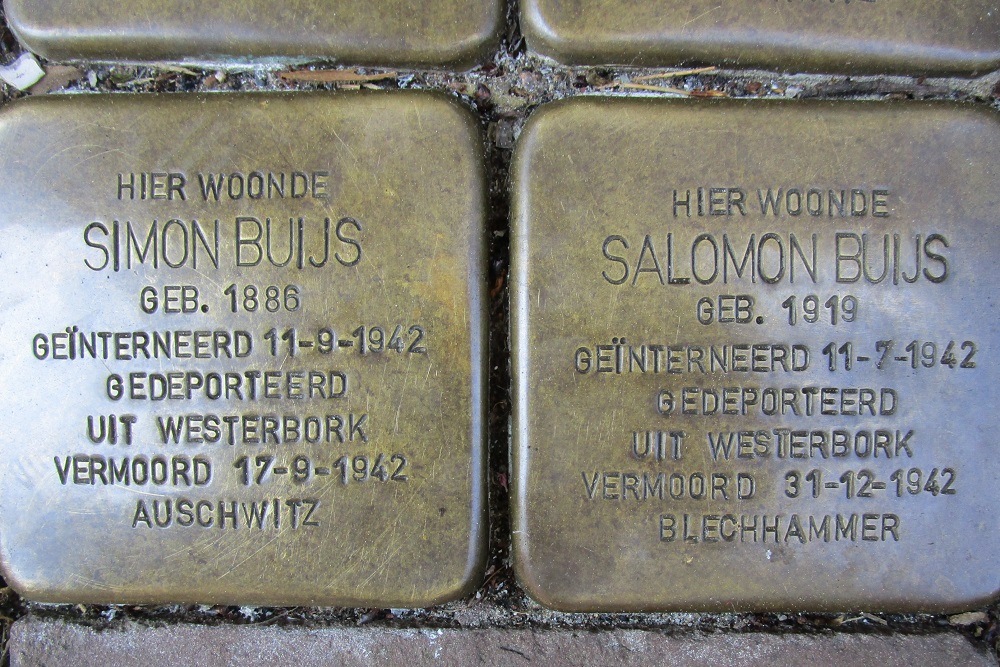 HIER WOONDE
SIMON BUIJS
GEB. 1886
GEÏNTERNEERD 11-9-1942
GEDEPORTEERD
UIT WESTERBORK
VERMOORD 17-9-1942
AUSCHWITZ
HIER WOONDE
SALOMON BUIJS
GEB. 1919
GEÏNTERNEERD 11-7-1942
GEDEPORTEERD
UIT WESTERBORK
VERMOORD 31-12-1942
BLECHHAMMER